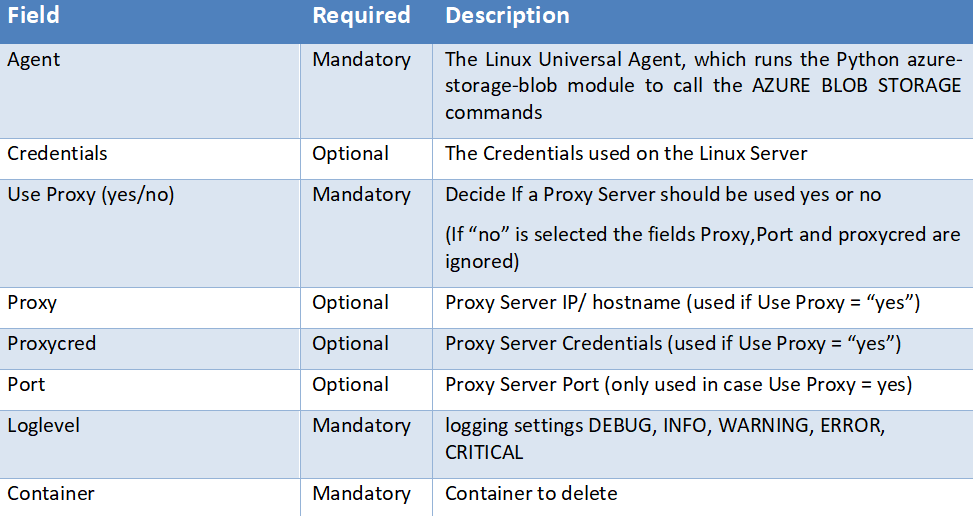 Field Required Description
Agent Mandatory The Linux Universal Agent, which runs the Python azure-
storage-blob module to call the AZURE BLOB STORAGE
commands
Credentials Optional The Credentials used on the Linux Server
Use Proxy (yes/no) Mandatory Decide If a Proxy Server should be used yes or no
(If “no” is selected the fields Proxy,Port and proxycred are
ignored)
Proxy Optional Proxy Server IP/ hostname (used if Use Proxy = “yes”)
Proxycred Optional Proxy Server Credentials (used if Use Proxy = “yes”)
Port Optional Proxy Server Port (only used in case Use Proxy = yes)
Loglevel Mandatory logging settings DEBUG, INFO, WARNING, ERROR,
CRITICAL
Container Mandatory Container to delete